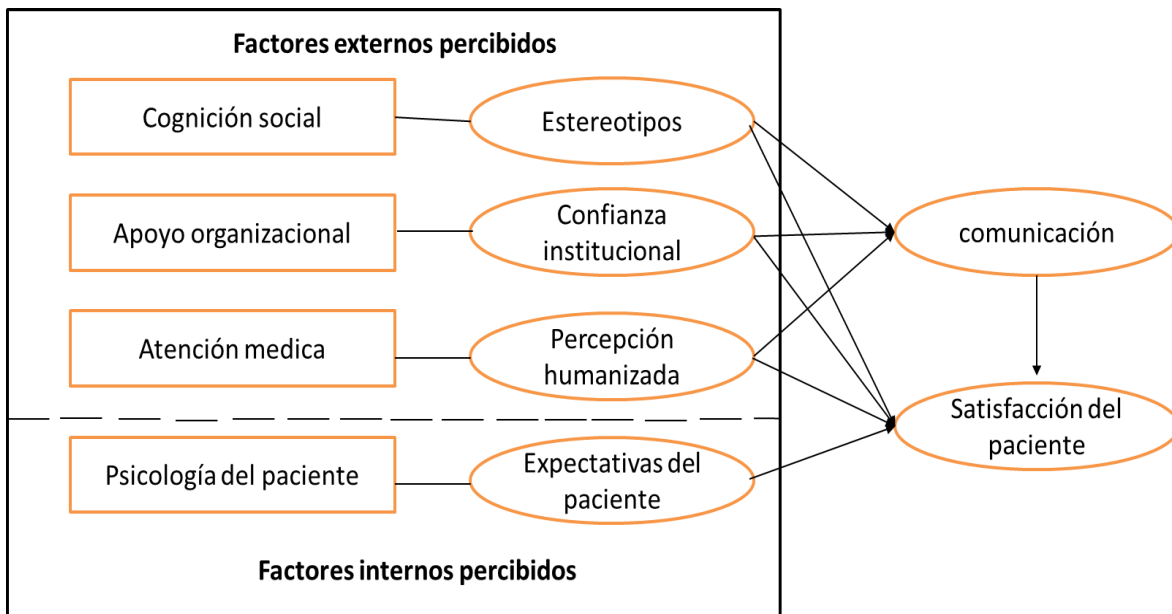 Factores externos percibidos
Cognición social
Estereotipos
Apoyo organizacional
Confianza
institucional
comunicación
Atención medica
Percepción
humanizada
Satisfacción del
paciente
Psicología del paciente
Expectativas del
paciente
Factores internos percibidos